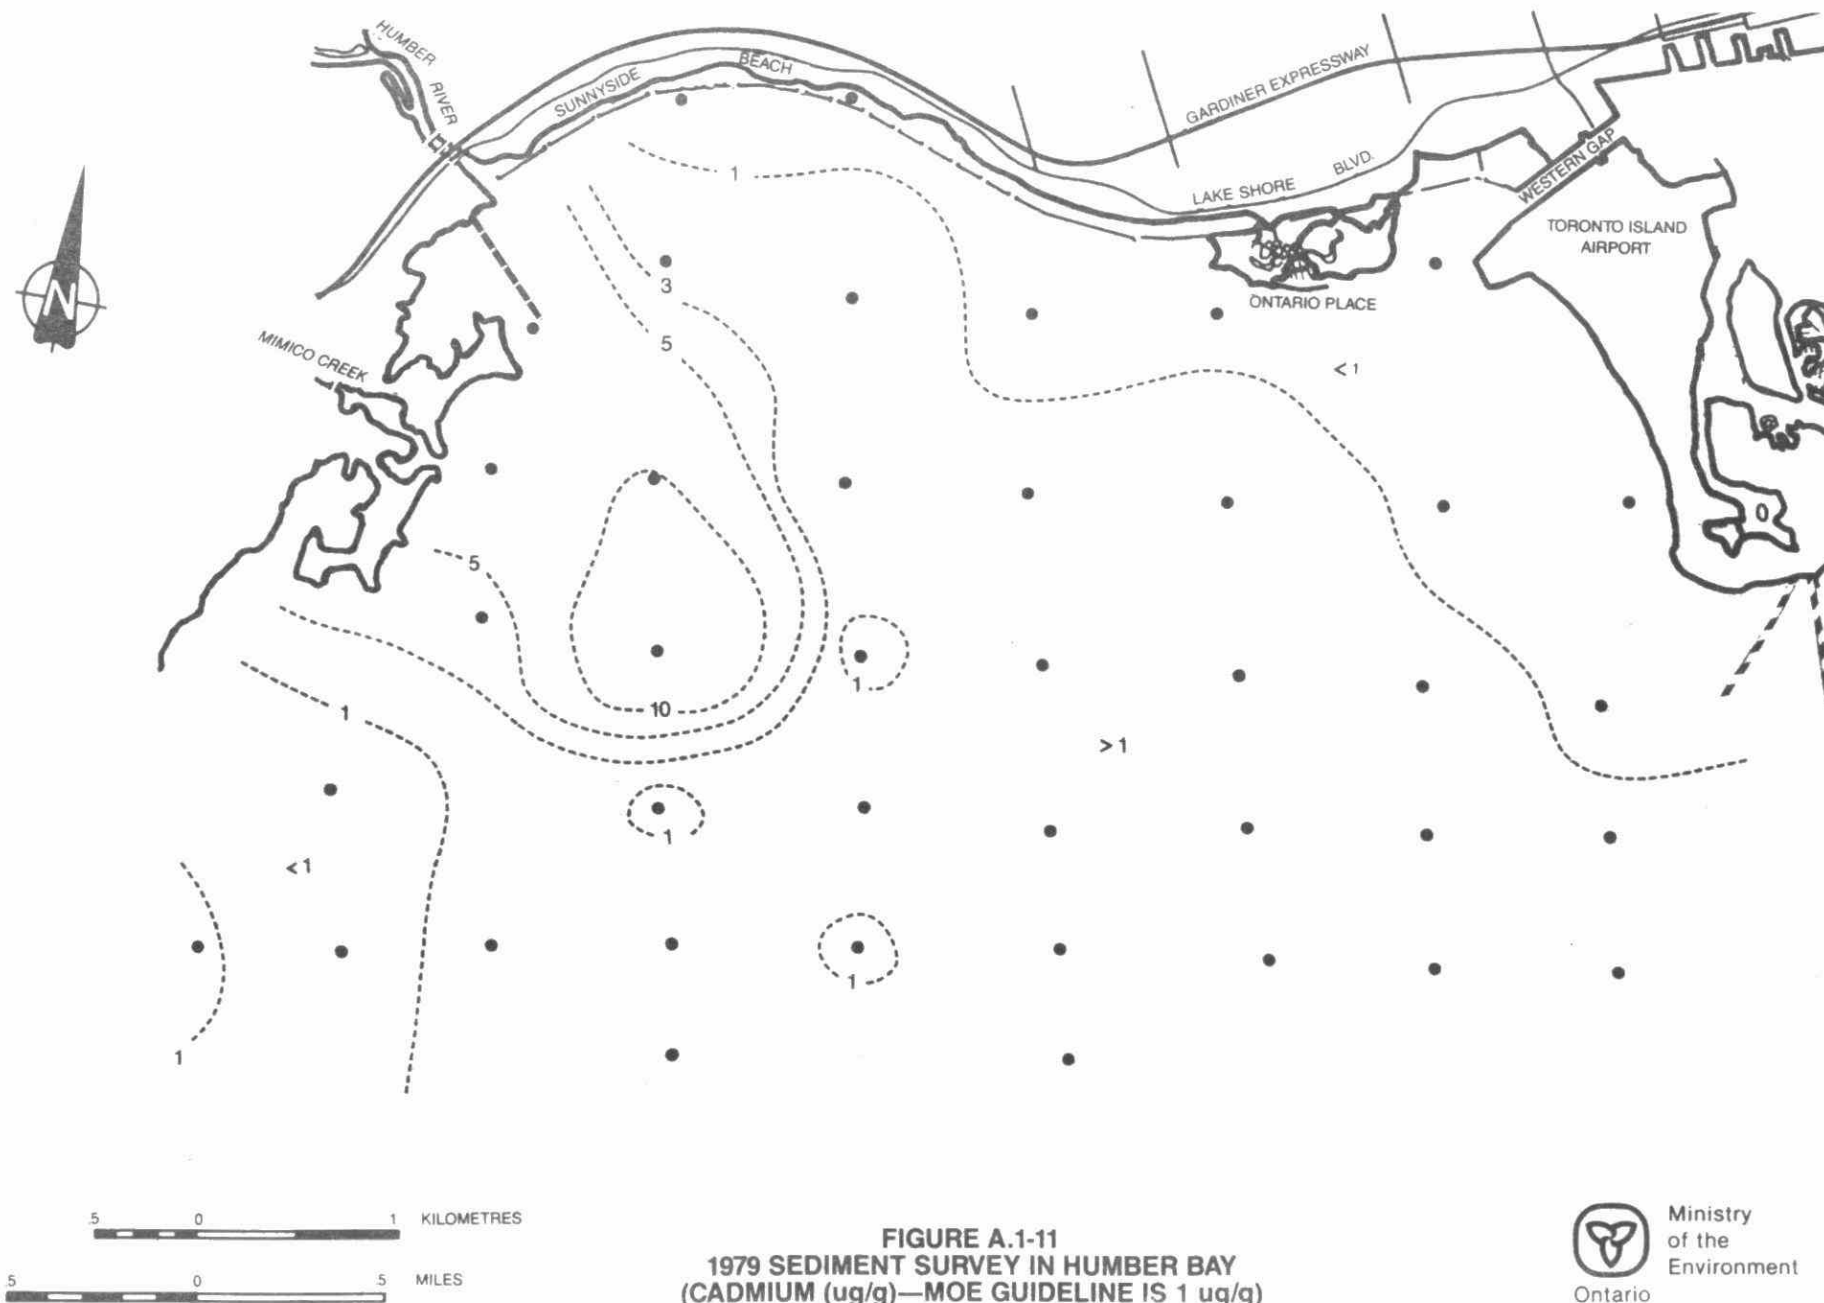 HUMBER
RIVER
SUNNYSIDE
BEACH
GARDINER EXPRESSWAY
LAKE SHORE
BLVD.
WESTERN GAP
TORONTO ISLAND
AIRPORT
ONTARIO PLACE
MIMICO CREEK
N
1
3
5
<1
5
1
10
1
>1
1
<1
1
1
.5 0 1 KILOMETRES
.5 0 .5 MILES
FIGURE A.1-11
1979 SEDIMENT SURVEY IN HUMBER BAY
(CADMIUM (ug/g)—MOE GUIDELINE IS 1 ug/g)
Ministry
of the
Environment
Ontario